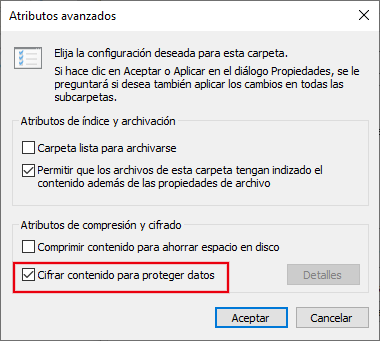 Atributos avanzados
Elija la configuración deseada para esta carpeta.
Si hace clic en Aceptar o Aplicar en el diálogo Propiedades, se le
preguntará si desea también aplicar los cambios en todas las
subcarpetas.
Atributos de índice y archivación
Carpeta lista para archivarse
Permitir que los archivos de esta carpeta tengan indizado el
contenido además de las propiedades de archivo
Atributos de compresión y cifrado
Comprimir contenido para ahorrar espacio en disco
Cifrar contenido para proteger datos
Detalles
Aceptar
Cancelar